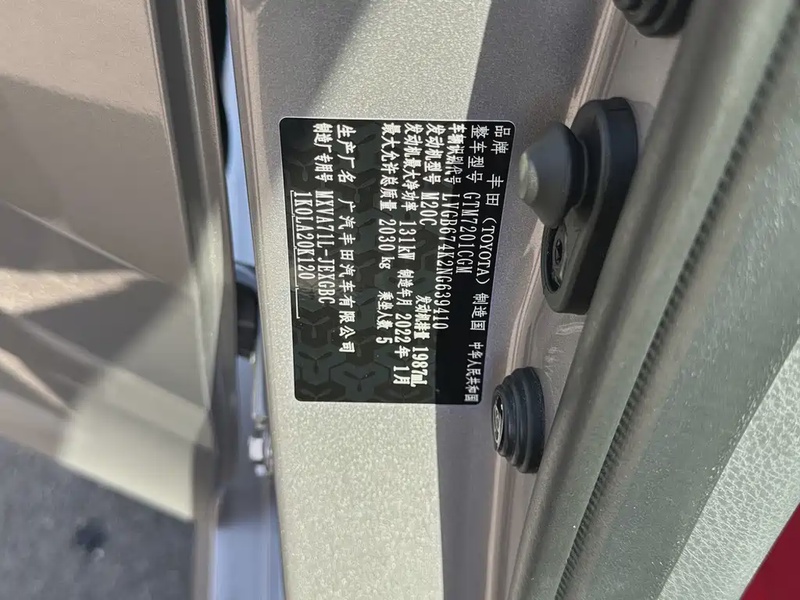 品牌 丰田 (TOYOTA) 制造国 中华人民共和国
整车型号 GTM7201CGM
车辆识别代号 LVGB674K2NG639410
发动机型号 M20C 发动机排量 1987mL
发动机最大净功率 131kW 制造年月 2022年1月
最大允许总质量 2030kg 乘坐人数 5
生产厂名 广汽丰田汽车有限公司
制造厂专用号 MXVA71L-JEXGBC
1K0LA20K120